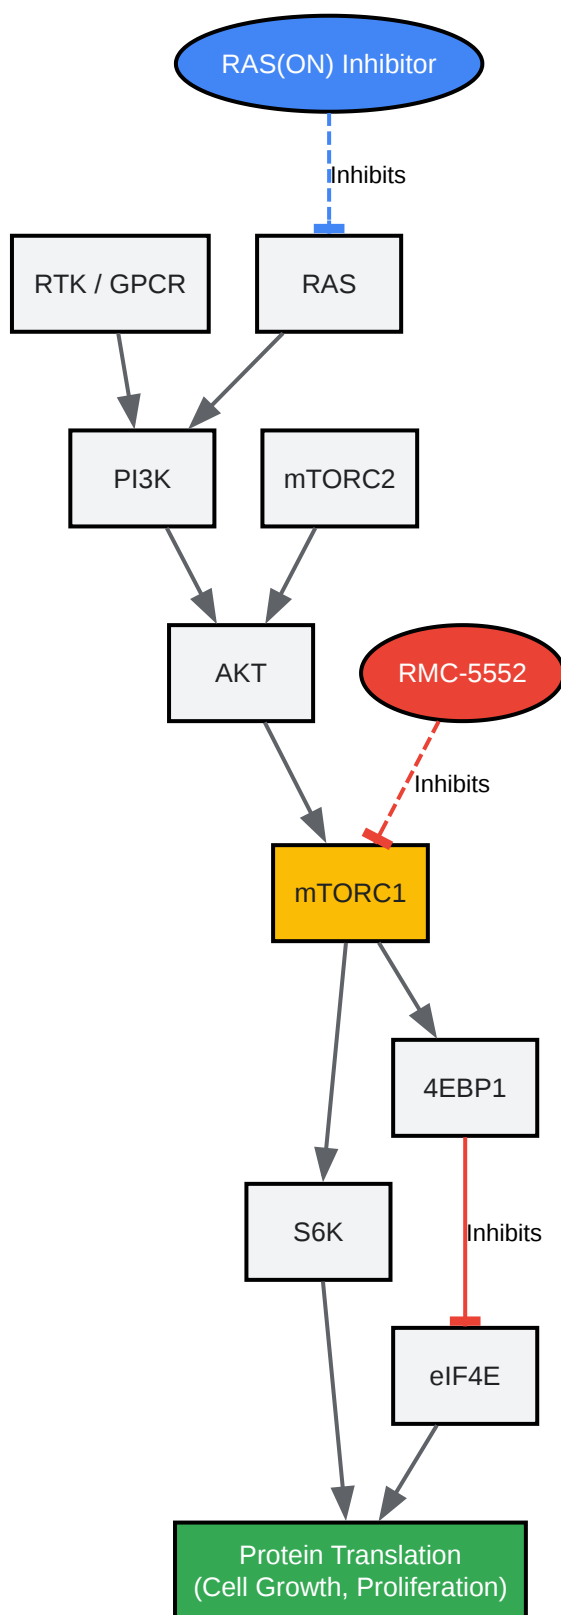 RAS(ON) Inhibitor
Inhibits
RTK / GPCR
RAS
PI3K
mTORC2
AKT
RMC-5552
Inhibits
mTORC1
4EBP1
S6K
Inhibits
eIF4E
Protein Translation
(Cell Growth, Proliferation)